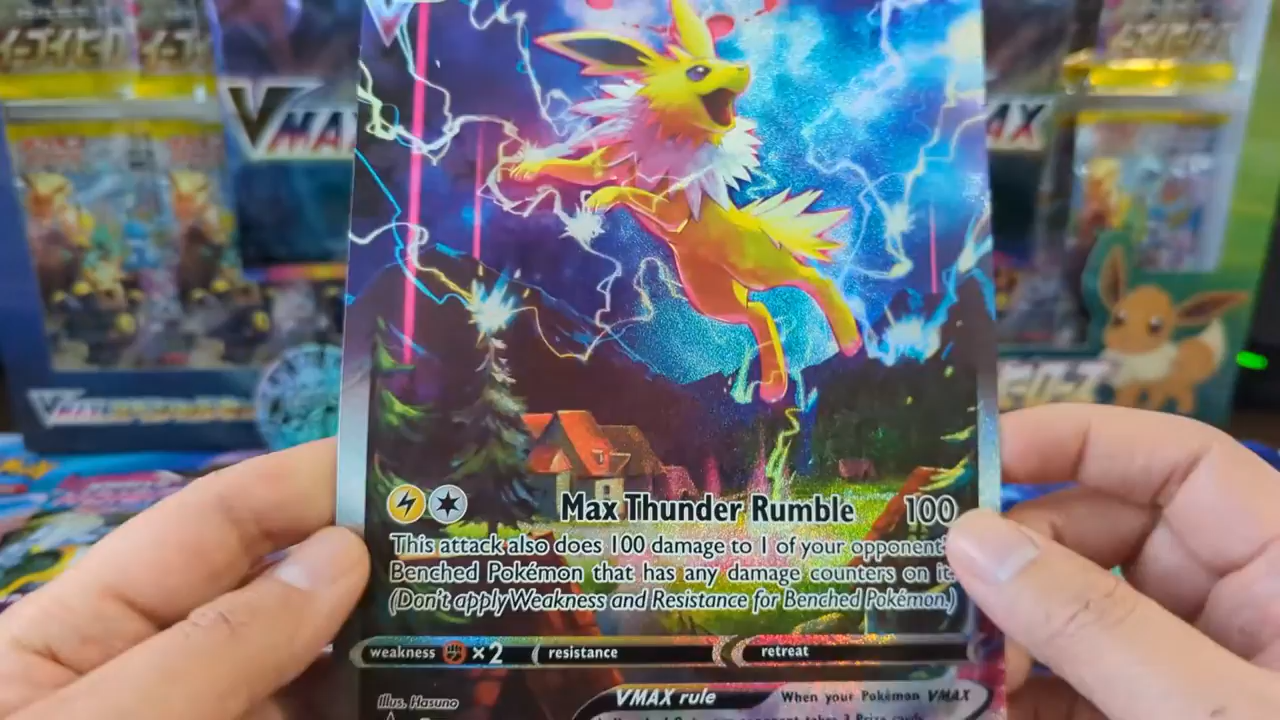 VMAX
Max Thunder Rumble 100
This attack also does 100 damage to 1 of your opponent'
Benched Pokémon that has any damage counters on it.
(Don't apply Weakness and Resistance for Benched Pokémon.)
weakness ×2 resistance retreat
Illus. Hasuno
VMAX rule When your Pokémon VMAX